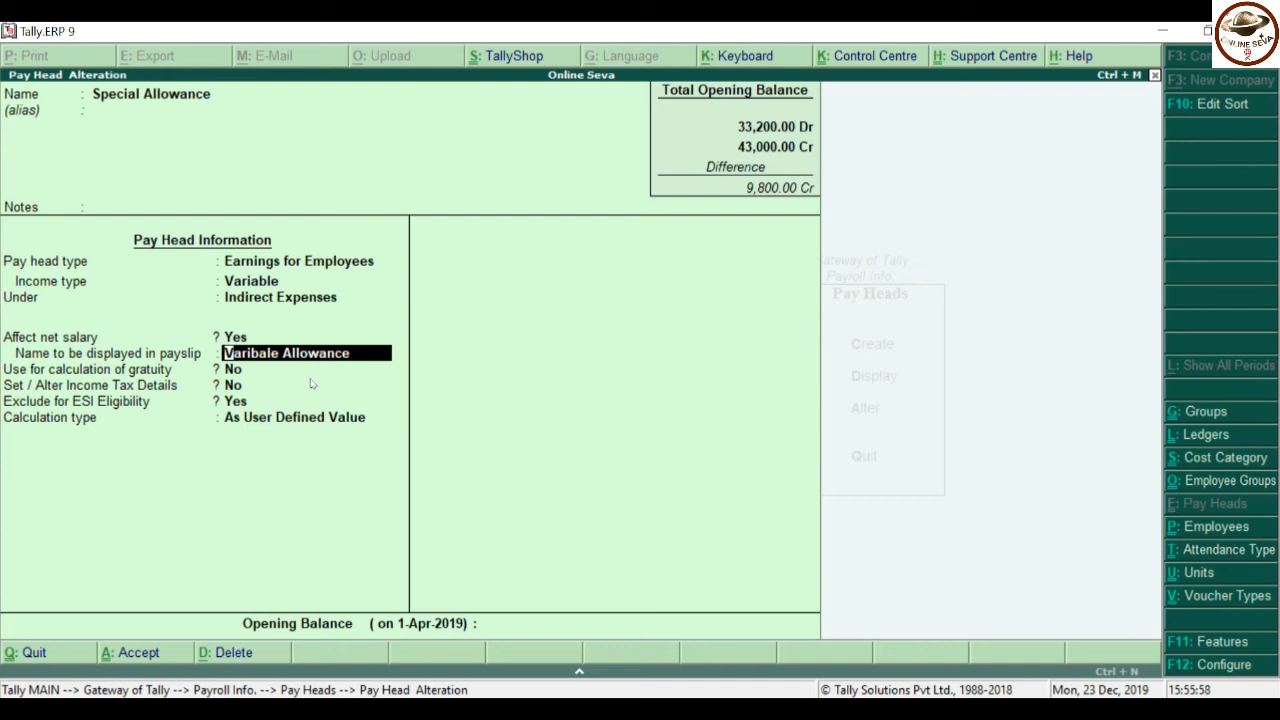 Tally.ERP 9
ONLINE SEVA
P: Print
E: Export
M: E-Mail
O: Upload
S: TallyShop
G: Language
K: Keyboard
K: Control Centre
H: Support Centre
H: Help
Pay Head Alteration
Online Seva
Ctrl + M
Name : Special Allowance
(alias) :
Notes :
Total Opening Balance
33,200.00 Dr
43,000.00 Cr
Difference
9,800.00 Cr
Pay Head Information
Pay head type : Earnings for Employees
Income type : Variable
Under : Indirect Expenses
Affect net salary ? Yes
Name to be displayed in payslip : Varibale Allowance
Use for calculation of gratuity ? No
Set / Alter Income Tax Details ? No
Exclude for ESI Eligibility ? Yes
Calculation type : As User Defined Value
Opening Balance ( on 1-Apr-2019) :
ateway of Tally
Payroll Info.
Pay Heads
Create
Display
Alter
Quit
F3: New Company
F10: Edit Sort
L: Show All Periods
G: Groups
L: Ledgers
S: Cost Category
O: Employee Groups
E: Pay Heads
P: Employees
T: Attendance Type
U: Units
V: Voucher Types
F11: Features
F12: Configure
Q: Quit
A: Accept
D: Delete
Ctrl + N
Tally MAIN --> Gateway of Tally --> Payroll Info. --> Pay Heads --> Pay Head Alteration
© Tally Solutions Pvt Ltd., 1988-2018
Mon, 23 Dec, 2019
15:55:58